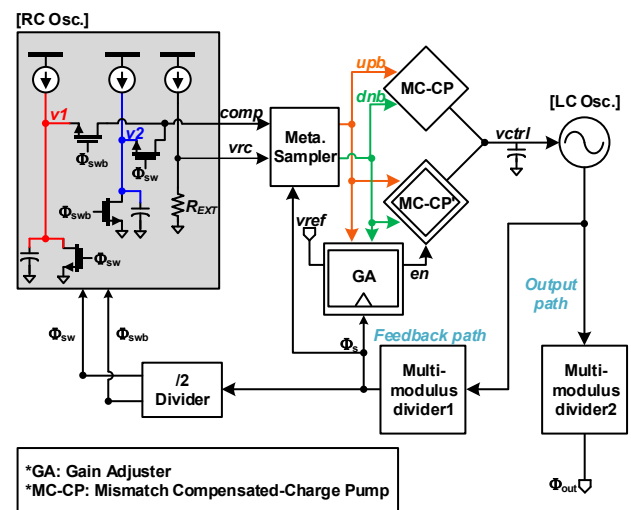 [RC Osc.]
upb
dnb
MC-CP
[LC Osc.]
v1
v2
comp
vrc
Meta.
Sampler
vctrl
Φswb
Φsw
Φswb
REXT
Φsw
vref
MC-CP'
GA
en
Output
path
Φsw
Φswb
Φs
Feedback path
/2
Divider
Multi-
modulus
divider1
Multi-
modulus
divider2
*GA: Gain Adjuster
*MC-CP: Mismatch Compensated-Charge Pump
Φout